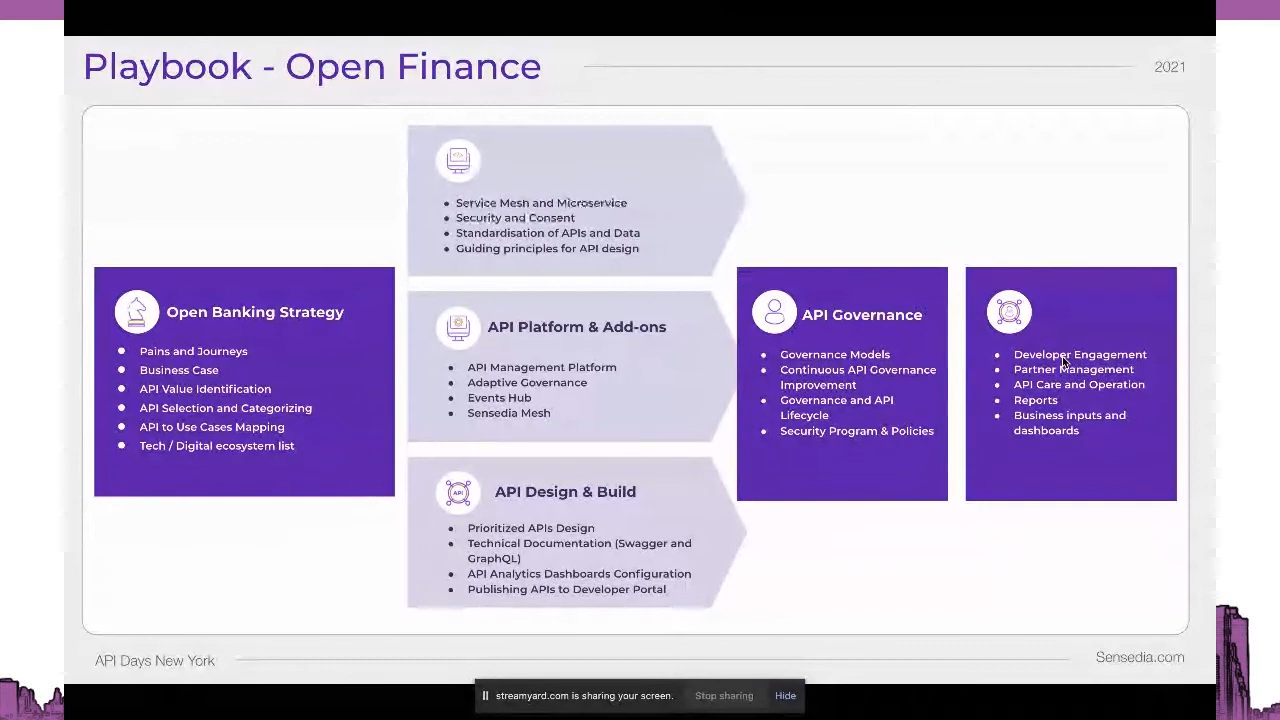 Playbook - Open Finance
2021
Service Mesh and Microservice
Security and Consent
Standardisation of APIs and Data
Guiding principles for API design
Open Banking Strategy
Pains and Journeys
Business Case
API Value Identification
API Selection and Categorizing
API to Use Cases Mapping
Tech / Digital ecosystem list
API Platform & Add-ons
API Management Platform
Adaptive Governance
Events Hub
Sensedia Mesh
API Design & Build
Prioritized APIs Design
Technical Documentation (Swagger and
GraphQL)
API Analytics Dashboards Configuration
Publishing APIs to Developer Portal
API Governance
Governance Models
Continuous API Governance
Improvement
Governance and API
Lifecycle
Security Program & Policies
Developer Engagement
Partner Management
API Care and Operation
Reports
Business inputs and
dashboards
API Days New York
Sensedia.com
streamyard.com is sharing your screen.
Stop sharing
Hide
API